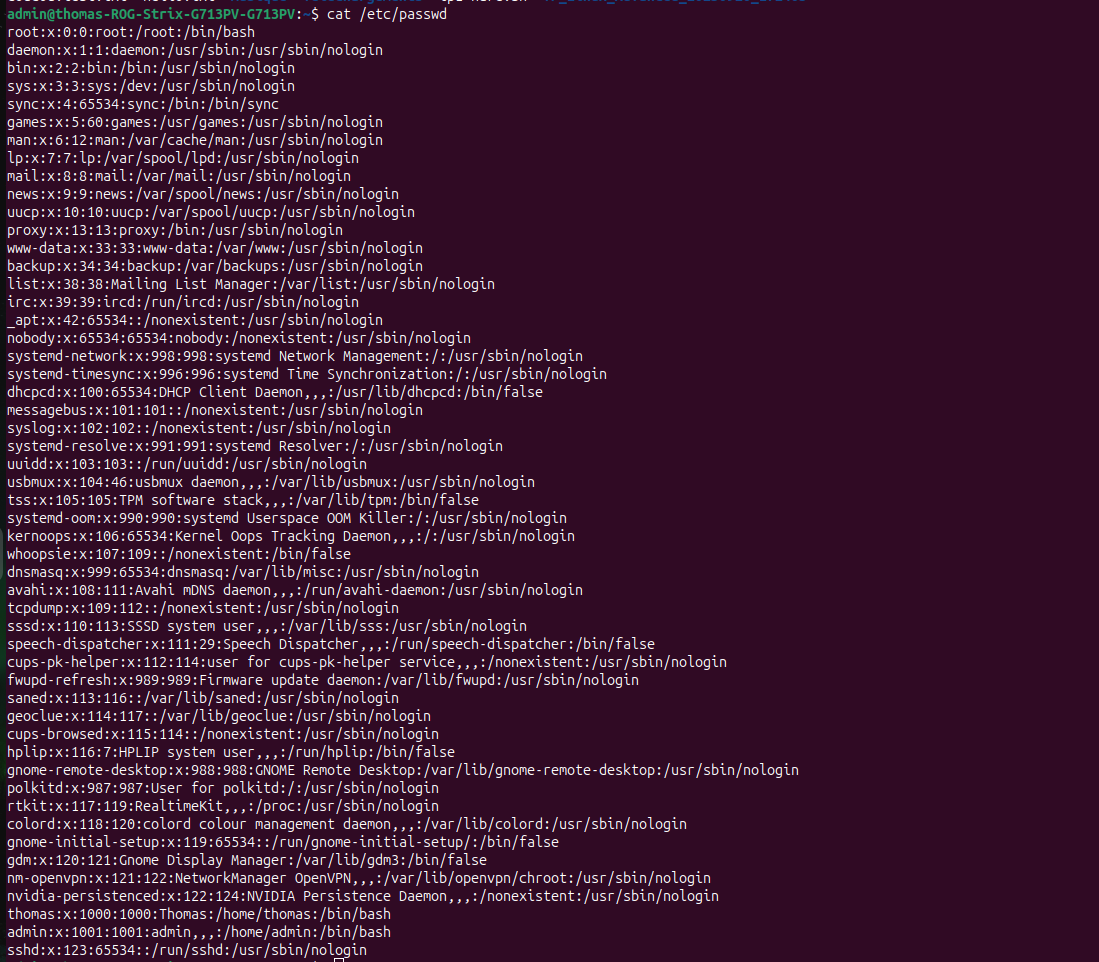 admin@thomas-ROG-Strix-G713PV-G713PV:~$ cat /etc/passwd
root:x:0:0:root:/root:/bin/bash
daemon:x:1:1:daemon:/usr/sbin:/usr/sbin/nologin
bin:x:2:2:bin:/bin:/usr/sbin/nologin
sys:x:3:3:sys:/dev:/usr/sbin/nologin
sync:x:4:65534:sync:/bin:/bin/sync
games:x:5:60:games:/usr/games:/usr/sbin/nologin
man:x:6:12:man:/var/cache/man:/usr/sbin/nologin
lp:x:7:7:lp:/var/spool/lpd:/usr/sbin/nologin
mail:x:8:8:mail:/var/mail:/usr/sbin/nologin
news:x:9:9:news:/var/spool/news:/usr/sbin/nologin
uucp:x:10:10:uucp:/var/spool/uucp:/usr/sbin/nologin
proxy:x:13:13:proxy:/bin:/usr/sbin/nologin
www-data:x:33:33:www-data:/var/www:/usr/sbin/nologin
backup:x:34:34:backup:/var/backups:/usr/sbin/nologin
list:x:38:38:Mailing List Manager:/var/list:/usr/sbin/nologin
irc:x:39:39:ircd:/run/ircd:/usr/sbin/nologin
_apt:x:42:65534::/nonexistent:/usr/sbin/nologin
nobody:x:65534:65534:nobody:/nonexistent:/usr/sbin/nologin
systemd-network:x:998:998:systemd Network Management:/:/usr/sbin/nologin
systemd-timesync:x:996:996:systemd Time Synchronization:/:/usr/sbin/nologin
dhcpcd:x:100:65534:DHCP Client Daemon,,,:/usr/lib/dhcpcd:/bin/false
messagebus:x:101:101::/nonexistent:/usr/sbin/nologin
syslog:x:102:102::/nonexistent:/usr/sbin/nologin
systemd-resolve:x:991:991:systemd Resolver:/:/usr/sbin/nologin
uuidd:x:103:103::/run/uuidd:/usr/sbin/nologin
usbmux:x:104:46:usbmux daemon,,,:/var/lib/usbmux:/usr/sbin/nologin
tss:x:105:105:TPM software stack,,,:/var/lib/tpm:/bin/false
systemd-oom:x:990:990:systemd Userspace OOM Killer:/:/usr/sbin/nologin
kernoops:x:106:65534:Kernel Oops Tracking Daemon,,,:/:/usr/sbin/nologin
whoopsie:x:107:109::/nonexistent:/bin/false
dnsmasq:x:999:65534:dnsmasq:/var/lib/misc:/usr/sbin/nologin
avahi:x:108:111:Avahi mDNS daemon,,,:/run/avahi-daemon:/usr/sbin/nologin
tcpdump:x:109:112::/nonexistent:/usr/sbin/nologin
sssd:x:110:113:SSSD system user,,,:/var/lib/sss:/usr/sbin/nologin
speech-dispatcher:x:111:29:Speech Dispatcher,,,:/run/speech-dispatcher:/bin/false
cups-pk-helper:x:112:114:user for cups-pk-helper service,,,:/nonexistent:/usr/sbin/nologin
fwupd-refresh:x:989:989:Firmware update daemon:/var/lib/fwupd:/usr/sbin/nologin
saned:x:113:116::/var/lib/saned:/usr/sbin/nologin
geoclue:x:114:117::/var/lib/geoclue:/usr/sbin/nologin
cups-browsed:x:115:114::/nonexistent:/usr/sbin/nologin
hplip:x:116:7:HPLIP system user,,,:/run/hplip:/bin/false
gnome-remote-desktop:x:988:988:GNOME Remote Desktop:/var/lib/gnome-remote-desktop:/usr/sbin/nologin
polkitd:x:987:987:User for polkitd:/:/usr/sbin/nologin
rtkit:x:117:119:RealtimeKit,,,:/proc:/usr/sbin/nologin
colord:x:118:120:colord colour management daemon,,,:/var/lib/colord:/usr/sbin/nologin
gnome-initial-setup:x:119:65534::/run/gnome-initial-setup/:/bin/false
gdm:x:120:121:Gnome Display Manager:/var/lib/gdm3:/bin/false
nm-openvpn:x:121:122:NetworkManager OpenVPN,,,:/var/lib/openvpn/chroot:/usr/sbin/nologin
nvidia-persistenced:x:122:124:NVIDIA Persistence Daemon,,,:/nonexistent:/usr/sbin/nologin
thomas:x:1000:1000:Thomas:/home/thomas:/bin/bash
admin:x:1001:1001:admin,,,:/home/admin:/bin/bash
sshd:x:123:65534::/run/sshd:/usr/sbin/nologin